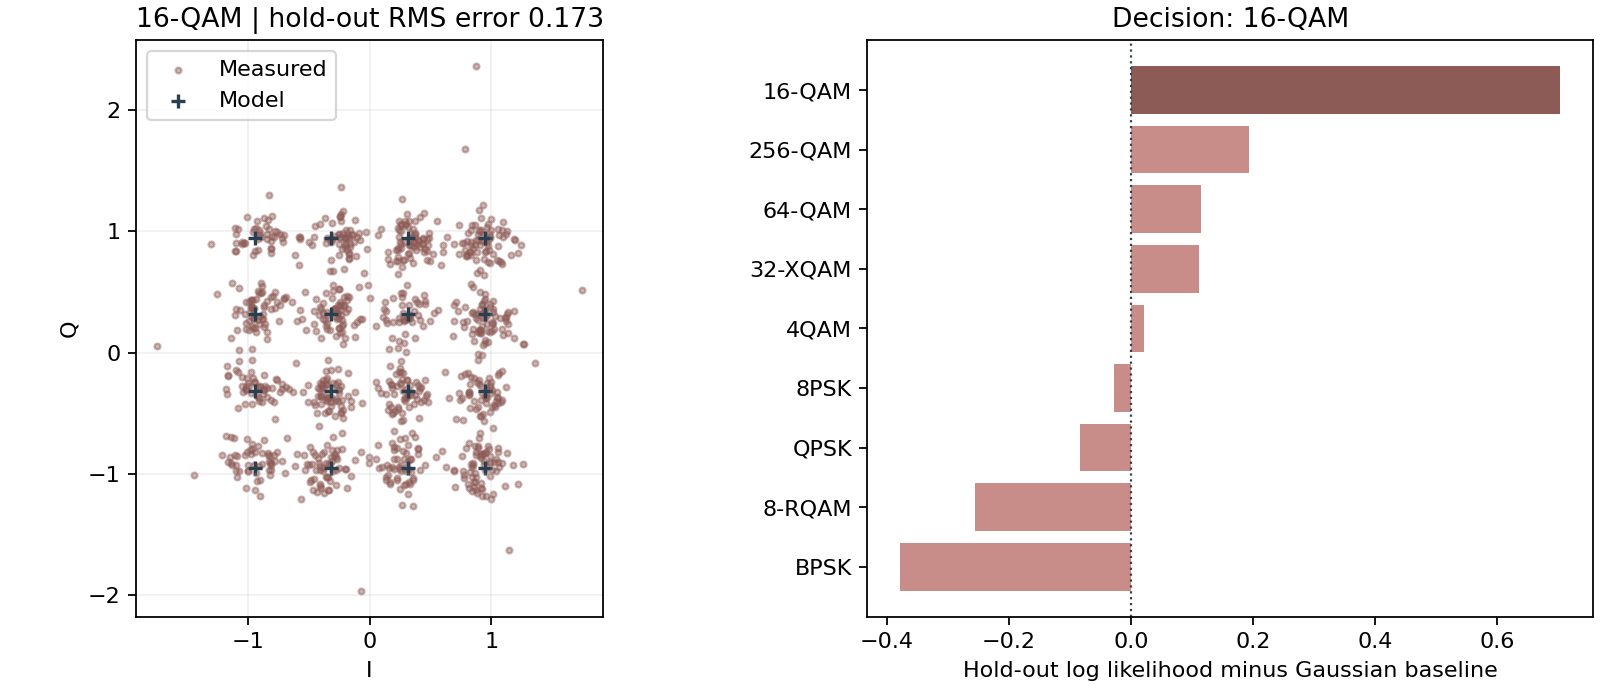 16-QAM | hold-out RMS error 0.173
Measured
Model
2
1
0
−1
−2
Q
−1
0
1
I
Decision: 16-QAM
16-QAM
256-QAM
64-QAM
32-XQAM
4QAM
8PSK
QPSK
8-RQAM
BPSK
−0.4
−0.2
0.0
0.2
0.4
0.6
Hold-out log likelihood minus Gaussian baseline